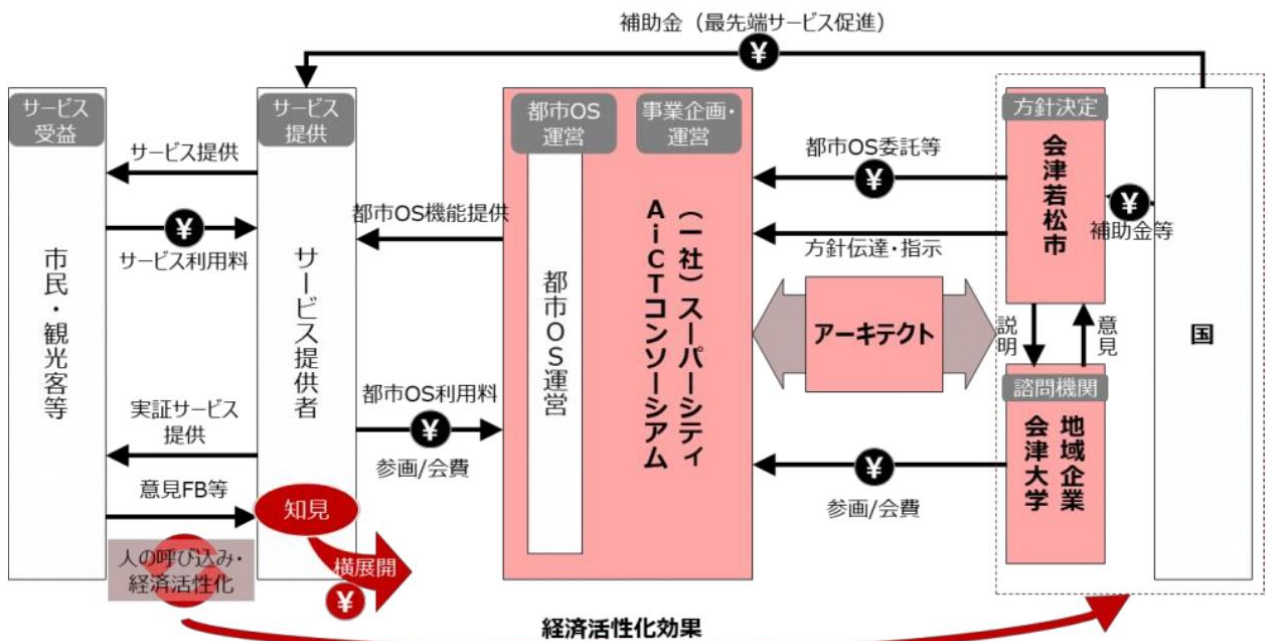 補助金（最先端サービス促進）
¥
サービス
受益
市民・観光客等
サービス提供
¥
サービス利用料
実証サービス
提供
意見FB等
人の呼び込み・
経済活性化
サービス
提供
サービス提供者
知見
横展開
¥
都市OS機能提供
都市OS利用料
¥
参画/会費
都市OS
運営
都市OS運営
事業企画・
運営
（一社）スーパーシティ
AiCTコンソーシアム
都市OS委託等
¥
方針伝達・指示
アーキテクト
¥
参画/会費
方針決定
会津若松市
¥
補助金等
説明
意見
諮問機関
地域企業
会津大学
国
経済活性化効果